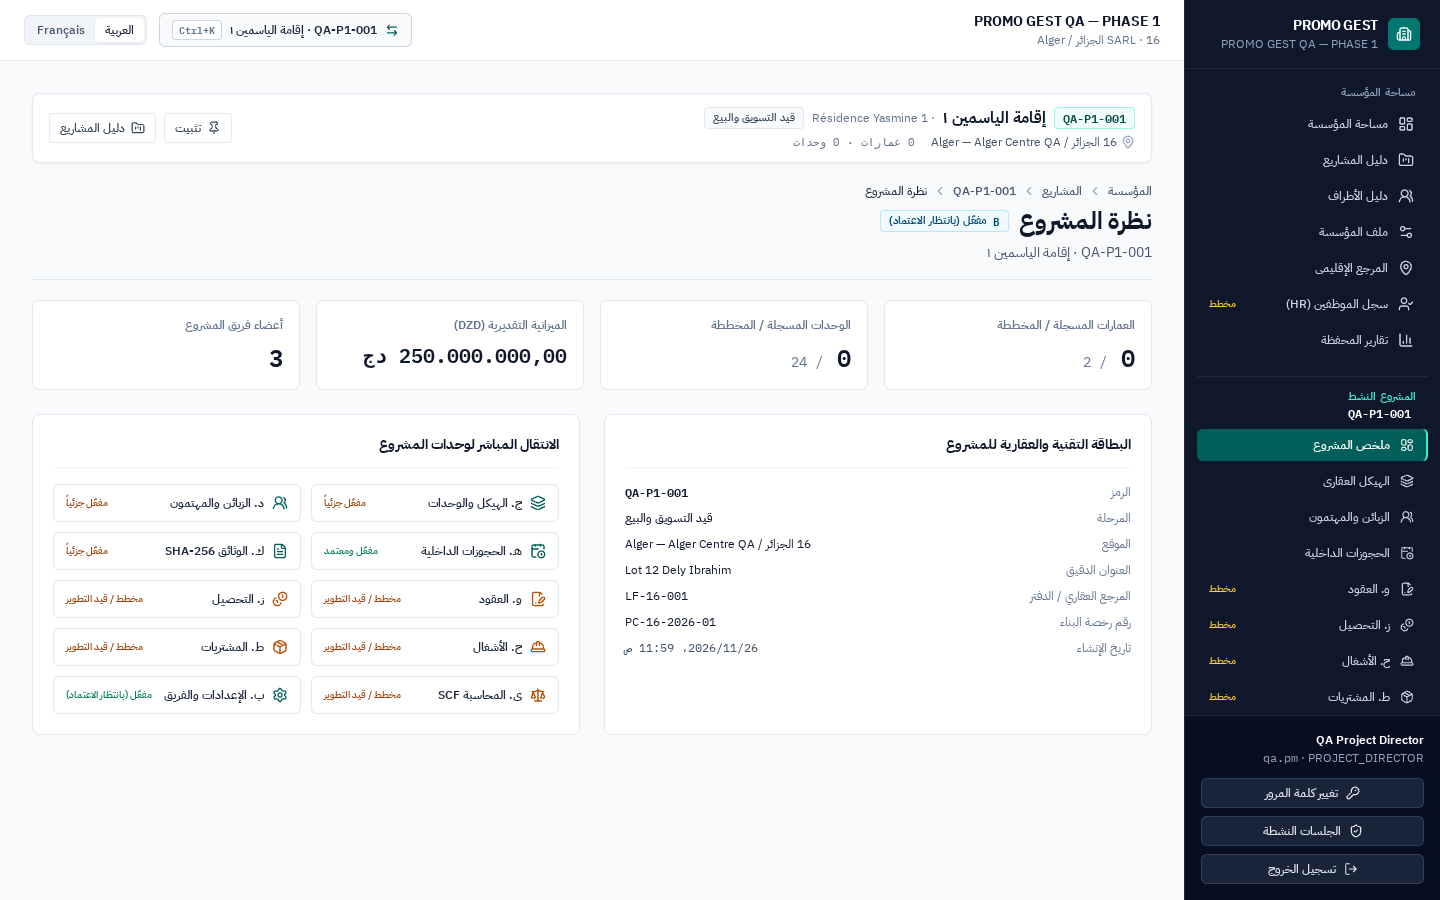 PROMO GEST
PROMO GEST QA — PHASE 1
مساحة المؤسسة
مساحة المؤسسة
دليل المشاريع
دليل الأطراف
ملف المؤسسة
المرجع الإقليمي
سجل الموظفين (HR) مخطط
تقارير المحفظة
المشروع النشط
QA-P1-001
ملخص المشروع
الهيكل العقاري
الزبائن والمهتمون
الحجوزات الداخلية
و. العقود مخطط
ز. التحصيل مخطط
ح. الأشغال مخطط
ط. المشتريات مخطط
QA Project Director
qa.pm · PROJECT_DIRECTOR
تغيير كلمة المرور
الجلسات النشطة
تسجيل الخروج
PROMO GEST QA — PHASE 1
SARL · 16 الجزائر / Alger
QA-P1-001 · إقامة الياسمين ١ Ctrl+K
العربية Français
QA-P1-001 إقامة الياسمين ١ · Résidence Yasmine 1 قيد التسويق والبيع
16 الجزائر / Alger — Alger Centre QA 0 عمارات · 0 وحدات
تثبيت دليل المشاريع
المؤسسة المشاريع QA-P1-001 نظرة المشروع
نظرة المشروع B مفعّل (بانتظار الاعتماد)
QA-P1-001 · إقامة الياسمين ١
العمارات المسجلة / المخططة
0 / 2
الوحدات المسجلة / المخططة
0 / 24
الميزانية التقديرية (DZD)
250.000.000,00 دج
أعضاء فريق المشروع
3
البطاقة التقنية والعقارية للمشروع
الرمز QA-P1-001
المرحلة قيد التسويق والبيع
الموقع 16 الجزائر / Alger — Alger Centre QA
العنوان الدقيق Lot 12 Dely Ibrahim
المرجع العقاري / الدفتر LF-16-001
رقم رخصة البناء PC-16-2026-01
تاريخ الإنشاء 2026/11/26، 11:59 ص
الانتقال المباشر لوحدات المشروع
ج. الهيكل والوحدات مفعّل جزئياً
د. الزبائن والمهتمون مفعّل جزئياً
هـ. الحجوزات الداخلية مفعّل ومعتمد
ك. الوثائق SHA-256 مفعّل جزئياً
و. العقود مخطط / قيد التطوير
ز. التحصيل مخطط / قيد التطوير
ح. الأشغال مخطط / قيد التطوير
ط. المشتريات مخطط / قيد التطوير
ي. المحاسبة SCF مخطط / قيد التطوير
ب. الإعدادات والفريق مفعّل (بانتظار الاعتماد)